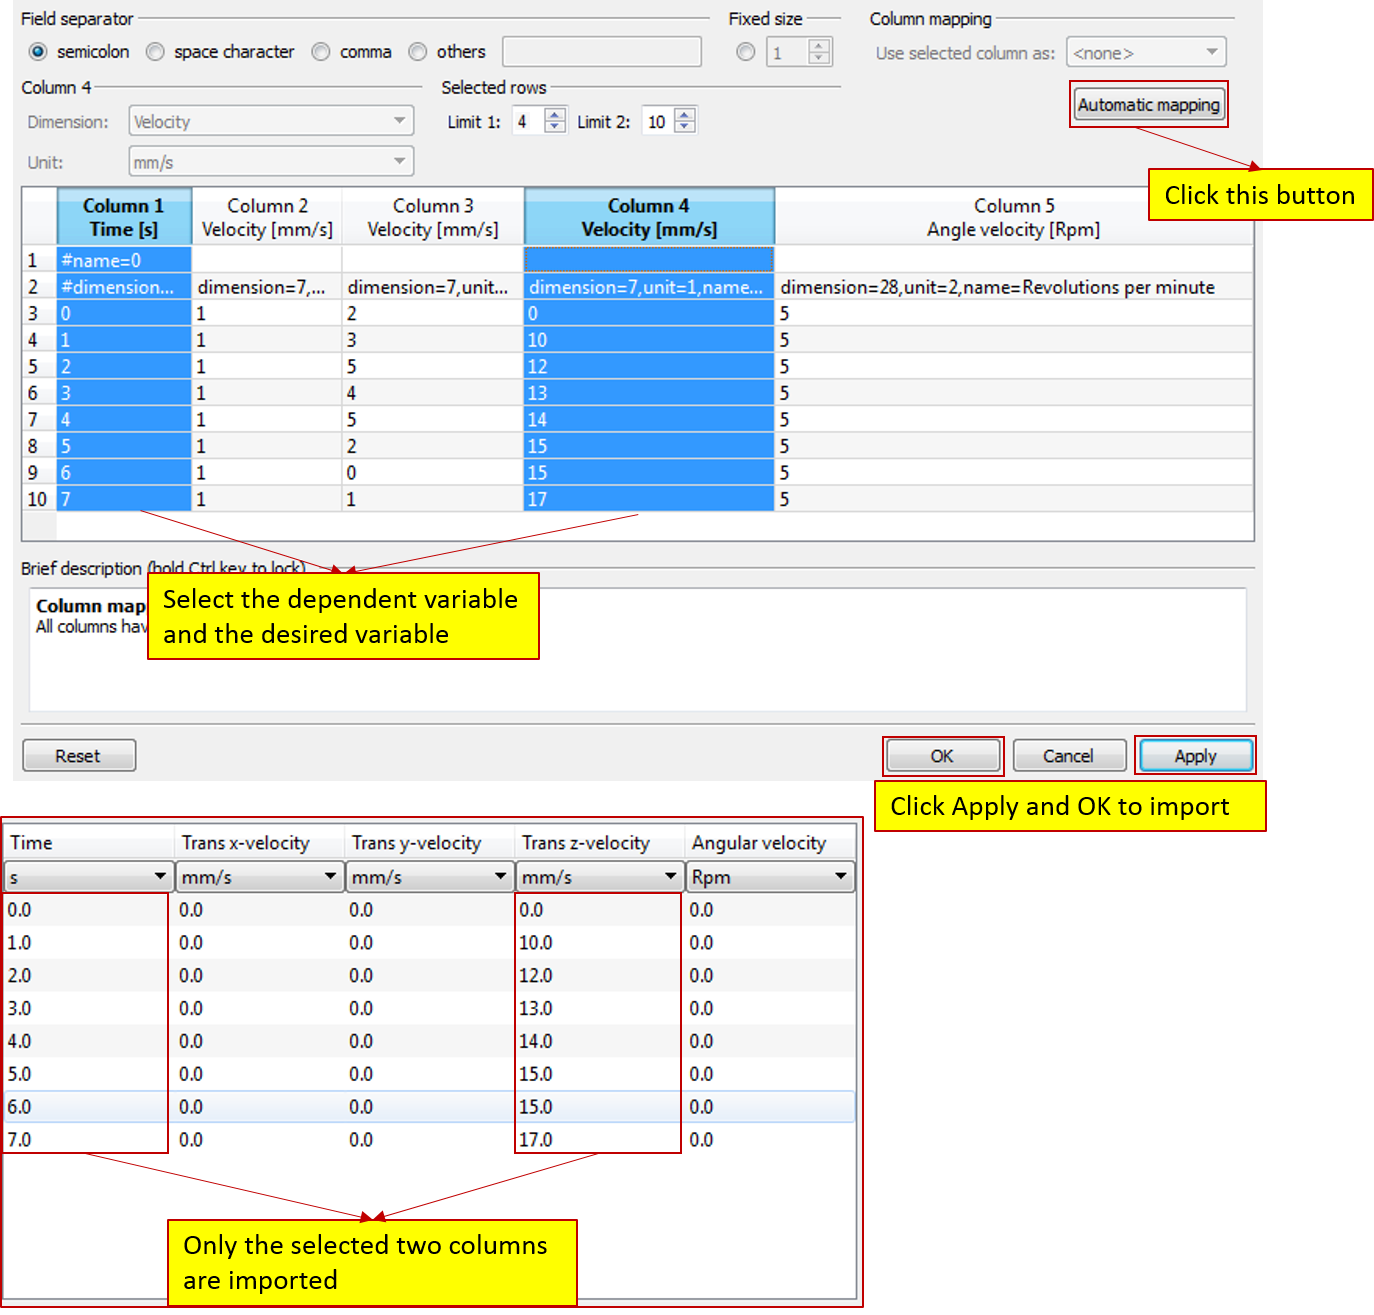 Field separator Fixed size Column mapping
semicolon space character comma others 1 Use selected column as: <none>
Column 4 Selected rows
Automatic mapping
Dimension: Velocity Limit 1: 4 Limit 2: 10
Unit: mm/s
Click this button
Column 1 Column 2 Column 3 Column 4 Column 5
Time [s] Velocity [mm/s] Velocity [mm/s] Velocity [mm/s] Angle velocity [Rpm]
1 #name=0
2 #dimension... dimension=7,... dimension=7,unit... dimension=7,unit=1,name... dimension=28,unit=2,name=Revolutions per minute
3 0 1 2 0 5
4 1 1 3 10 5
5 2 1 5 12 5
6 3 1 4 13 5
7 4 1 5 14 5
8 5 1 2 15 5
9 6 1 0 15 5
10 7 1 1 17 5
Brief description (hold Ctrl key to lock)
Select the dependent variable
and the desired variable
Column map
All columns hav
Reset OK Cancel Apply
Click Apply and OK to import
Time Trans x-velocity Trans y-velocity Trans z-velocity Angular velocity
s mm/s mm/s mm/s Rpm
0.0 0.0 0.0 0.0 0.0
1.0 0.0 0.0 10.0 0.0
2.0 0.0 0.0 12.0 0.0
3.0 0.0 0.0 13.0 0.0
4.0 0.0 0.0 14.0 0.0
5.0 0.0 0.0 15.0 0.0
6.0 0.0 0.0 15.0 0.0
7.0 0.0 0.0 17.0 0.0
Only the selected two columns
are imported